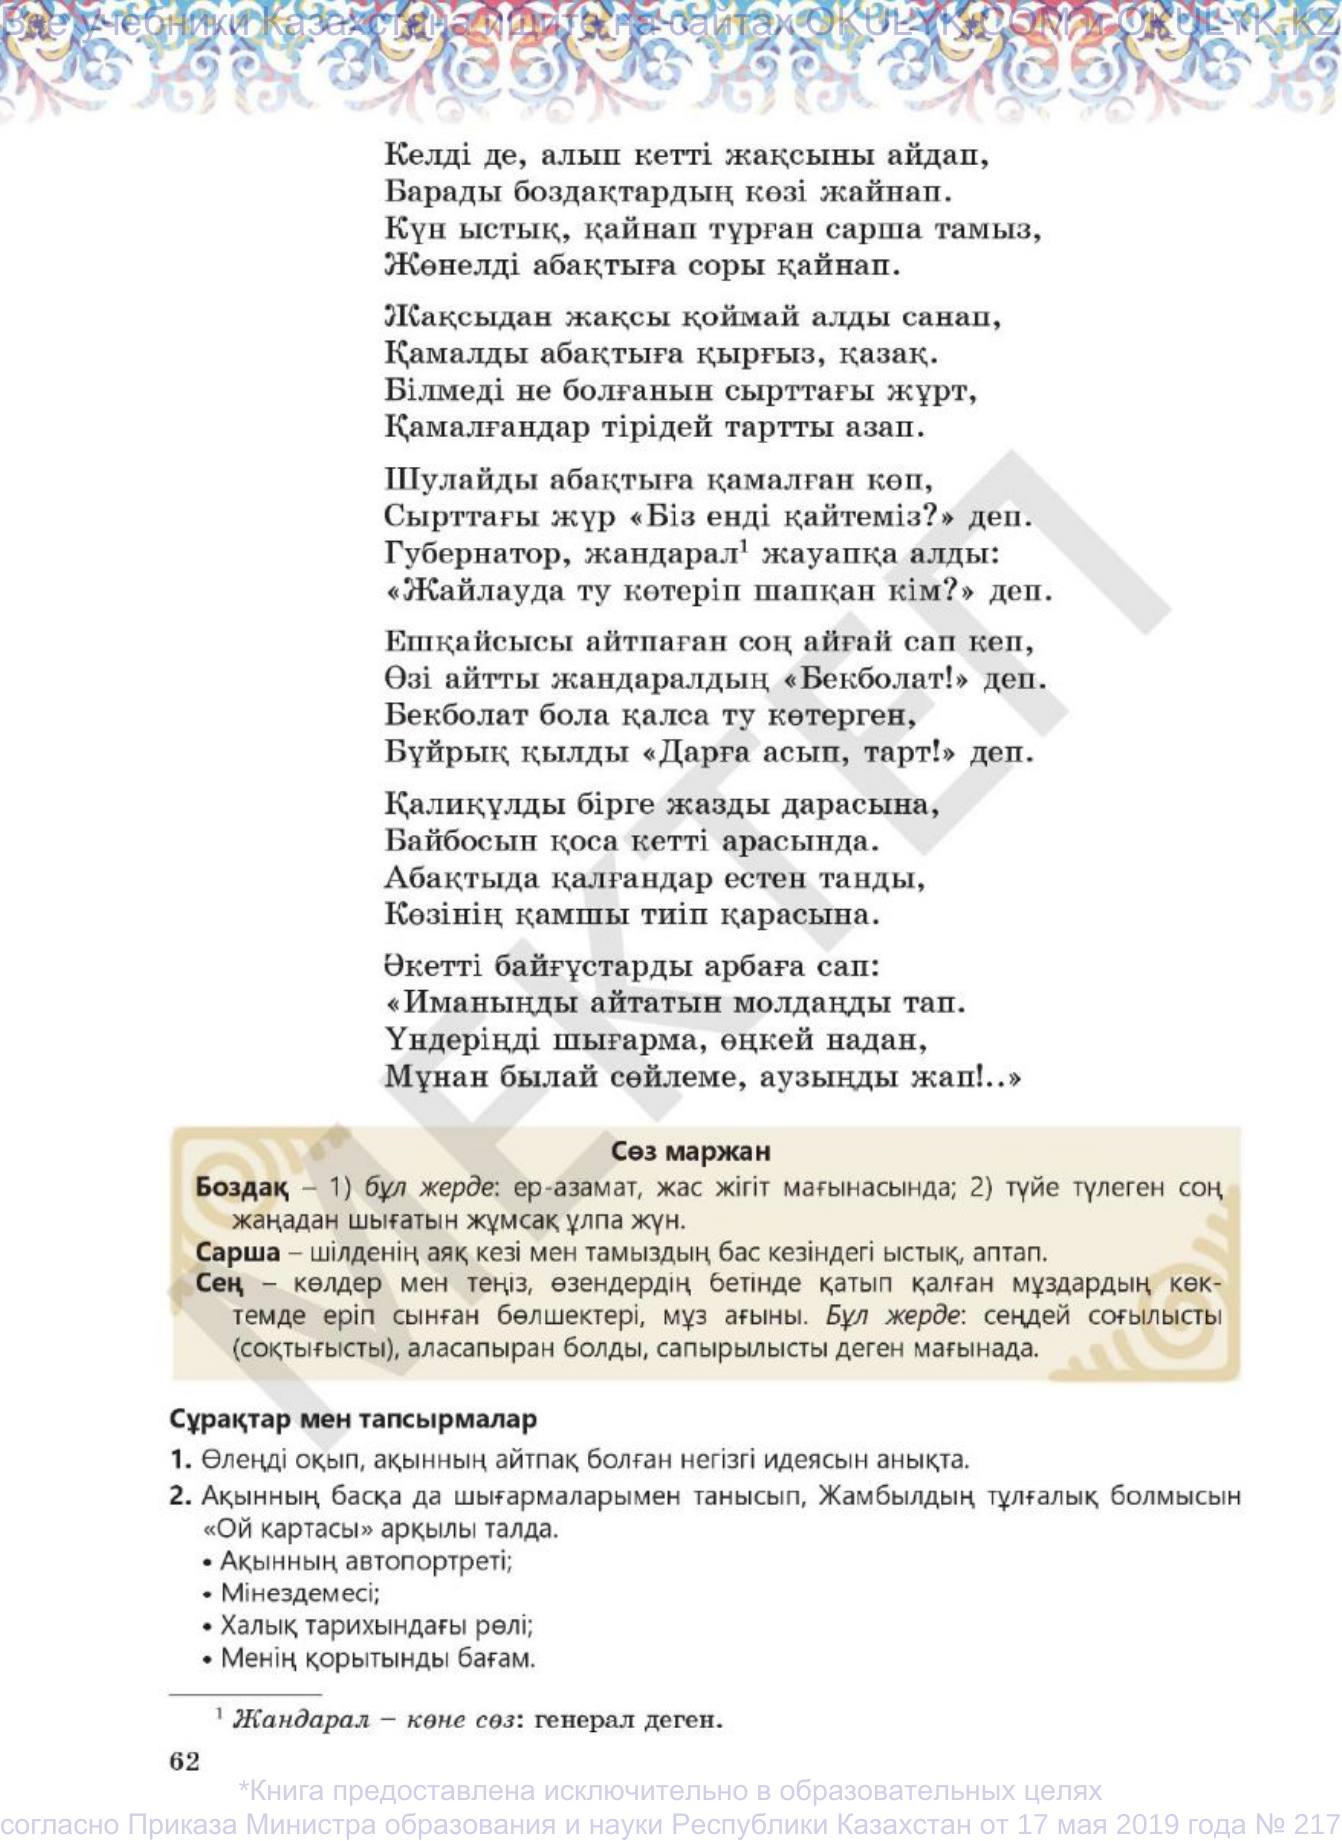 Все учебники Казахстана ищите на сайтах OKULYK.COM и OKULYK.KZ
Келді де, алып кетті жақсыны айдап,
Барады боздақтардың көзі жайнап.
Күн ыстық, қайнап тұрған сарша тамыз,
Жөнелді абақтыға соры қайнап.
Жақсыдан жақсы қоймай алды санап,
Қамалды абақтыға қырғыз, қазақ.
Білмеді не болғанын сырттағы жұрт,
Қамалғандар тірідей тартты азап.
Шулайды абақтыға қамалған көп,
Сырттағы жүр «Біз енді қайтеміз?» деп.
Губернатор, жандарал¹ жауапқа алды:
«Жайлауда ту көтеріп шапқан кім?» деп.
Ешқайсысы айтпаған соң айғай сап кеп,
Өзі айтты жандаралдың «Бекболат!» деп.
Бекболат бола қалса ту көтерген,
Бұйрық қылды «Дарға асып, тарт!» деп.
Қалиқұлды бірге жазды дарасына,
Байбосын қоса кетті арасында.
Абақтыда қалғандар естен танды,
Көзінің қамшы тиіп қарасына.
Әкетті байғұстарды арбаға сап:
«Иманыңды айтатын молдаңды тап.
Үндеріңді шығарма, өңкей надан,
Мұнан былай сөйлеме, аузыңды жап!..»
МЕКТЕП
Сөз маржан
Боздақ – 1) бұл жерде: ер-азамат, жас жігіт мағынасында; 2) түйе түлеген соң
жаңадан шығатын жұмсақ ұлпа жүн.
Сарша – шілденің аяқ кезі мен тамыздың бас кезіндегі ыстық, аптап.
Сең – көлдер мен теңіз, өзендердің бетінде қатып қалған мұздардың көк-
темде еріп сынған бөлшектері, мұз ағыны. Бұл жерде: сеңдей соғылысты
(соқтығысты), аласапыран болды, сапырылысты деген мағынада.
Сұрақтар мен тапсырмалар
1. Өлеңді оқып, ақынның айтпақ болған негізгі идеясын анықта.
2. Ақынның басқа да шығармаларымен танысып, Жамбылдың тұлғалық болмысын
«Ой картасы» арқылы талда.
• Ақынның автопортреті;
• Мінездемесі;
• Халық тарихындағы рөлі;
• Менің қорытынды бағам.
¹ Жандарал – көне сөз: генерал деген.
62
*Книга предоставлена исключительно в образовательных целях
согласно Приказа Министра образования и науки Республики Казахстан от 17 мая 2019 года № 217